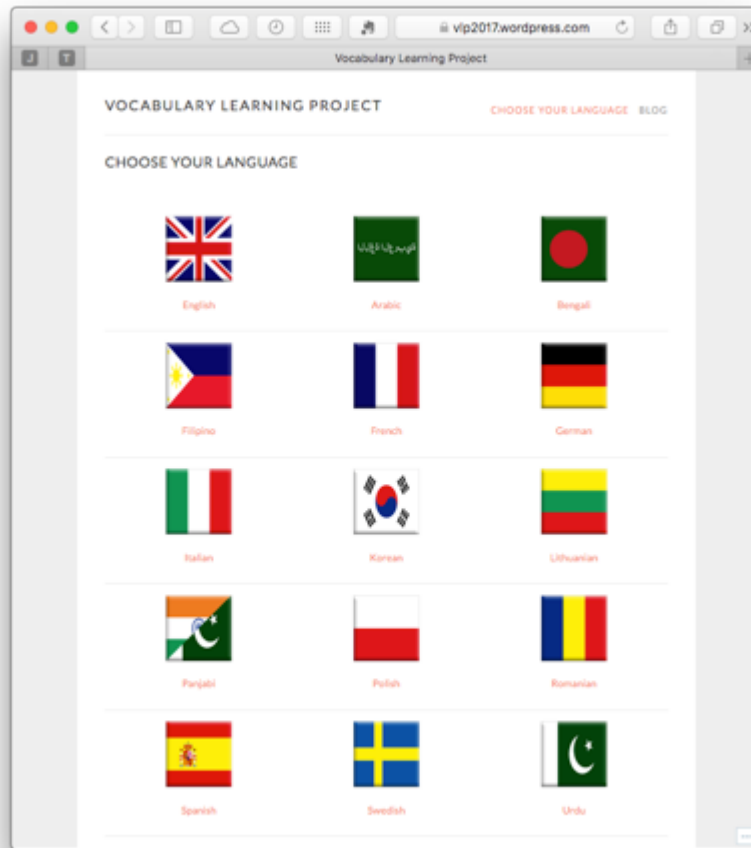 vlp2017.wordpress.com
J T Vocabulary Learning Project
VOCABULARY LEARNING PROJECT
CHOOSE YOUR LANGUAGE BLOG
CHOOSE YOUR LANGUAGE
English Arabic Bengali
Filipino French German
Italian Korean Lithuanian
Panjabi Polish Romanian
Spanish Swedish Urdu